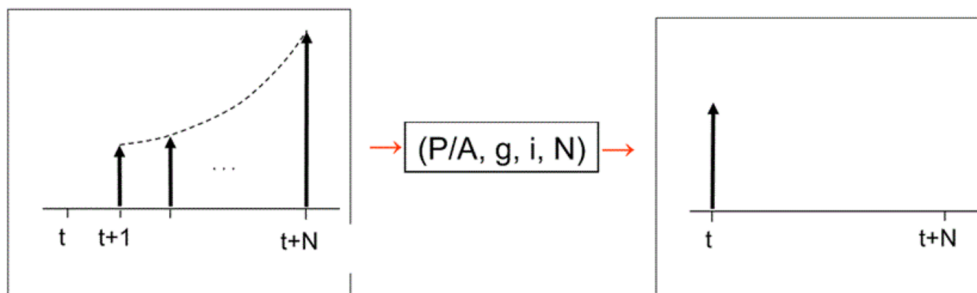 t t+1 ... t+N
(P/A, g, i, N)
t t+N